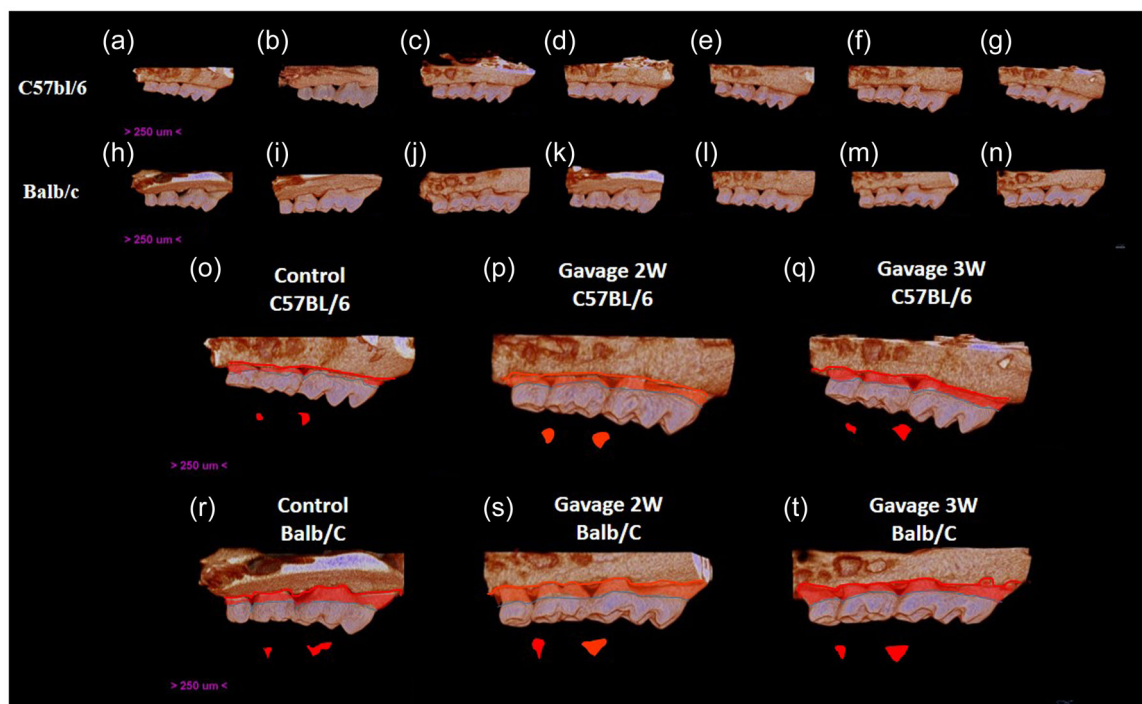 (a) (b) (c) (d) (e) (f) (g)
C57bl/6
> 250 um <
(h) (i) (j) (k) (l) (m) (n)
Balb/c
> 250 um <
(o) (p) (q)
Control Gavage 2W Gavage 3W
C57BL/6 C57BL/6 C57BL/6
> 250 um <
(r) (s) (t)
Control Gavage 2W Gavage 3W
Balb/C Balb/C Balb/C
> 250 um <